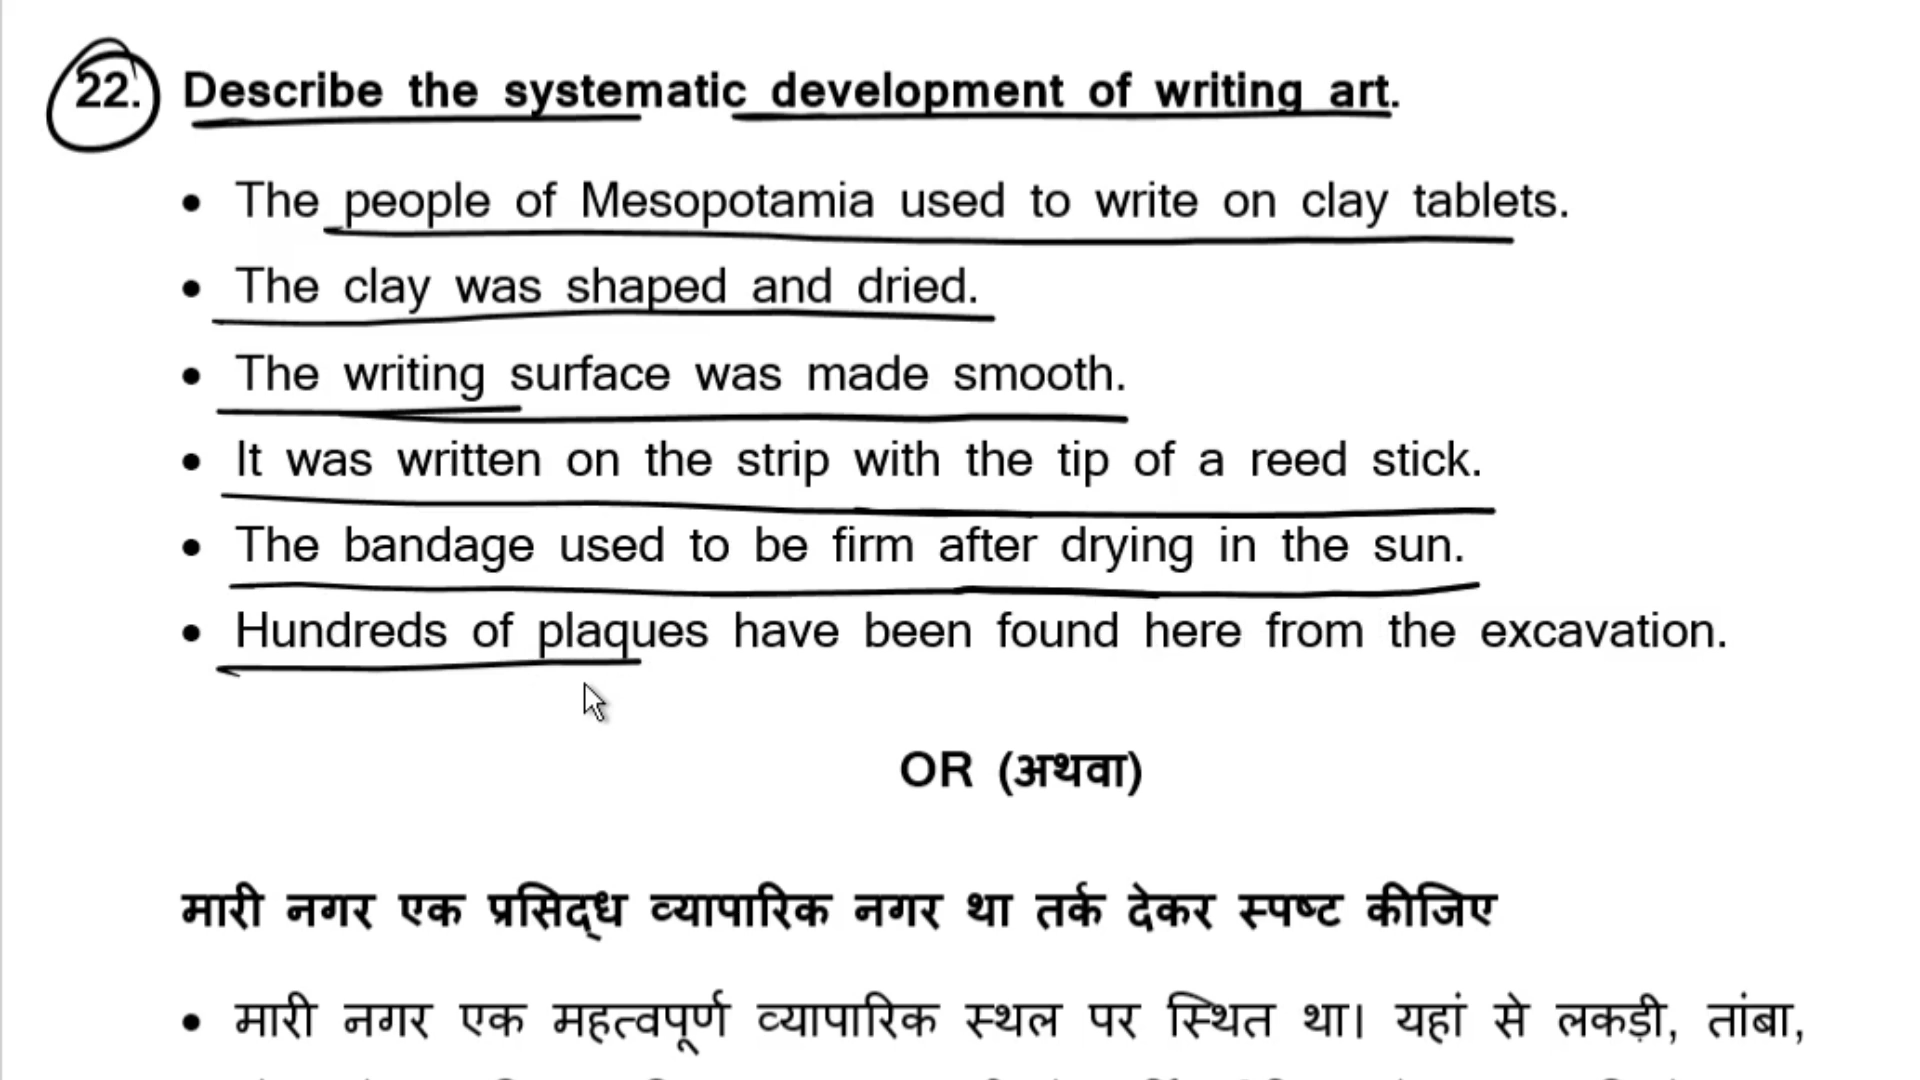 22. Describe the systematic development of writing art.
• The people of Mesopotamia used to write on clay tablets.
• The clay was shaped and dried.
• The writing surface was made smooth.
• It was written on the strip with the tip of a reed stick.
• The bandage used to be firm after drying in the sun.
• Hundreds of plaques have been found here from the excavation.
OR (अथवा)
मारी नगर एक प्रसिद्ध व्यापारिक नगर था तर्क देकर स्पष्ट कीजिए
• मारी नगर एक महत्वपूर्ण व्यापारिक स्थल पर स्थित था। यहां से लकड़ी, तांबा,